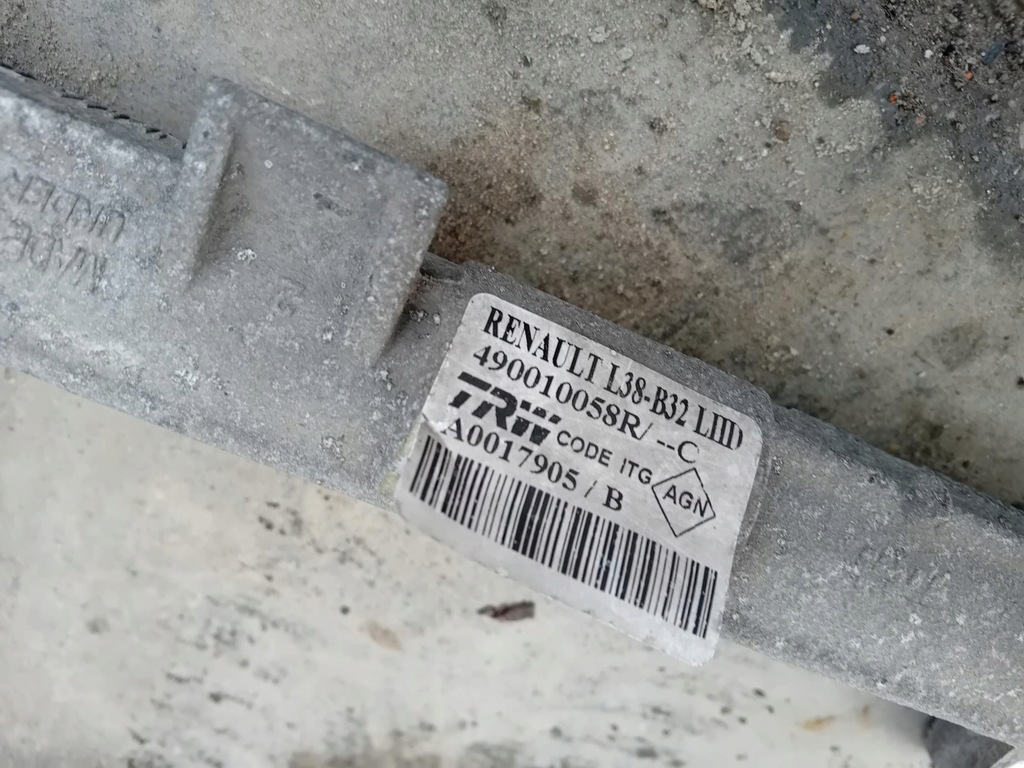 RENAULT L38-B32 LHD
490010058R/ --C
TRW CODE ITG AGN
A0017905 / B